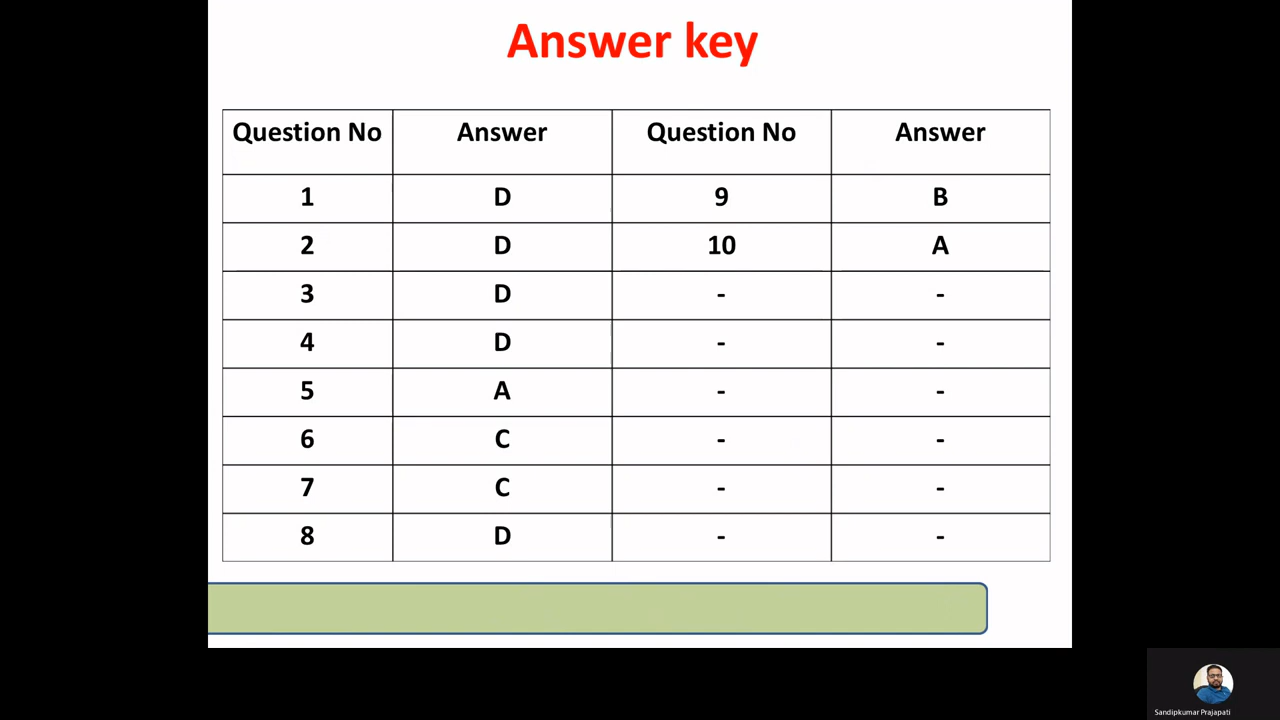 Answer key
Question No Answer Question No Answer
1 D 9 B
2 D 10 A
3 D - -
4 D - -
5 A - -
6 C - -
7 C - -
8 D - -
Sandipkumar Prajapati